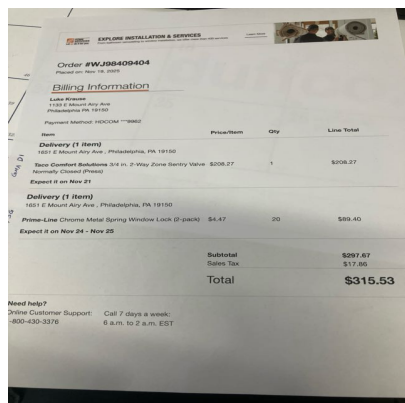 EXPLORE INSTALLATION & SERVICES
Order #WJ98409404
Placed on: Nov 19, 2025
Billing Information
Luke Krause
1133 E Mount Airy Ave
Philadelphia PA 19150
Payment Method: HDCOM ***9862
Item Price/Item Qty Line Total
Delivery (1 item)
1651 E Mount Airy Ave , Philadelphia, PA 19150
Taco Comfort Solutions 3/4 in. 2-Way Zone Sentry Valve $208.27 1 $208.27
Normally Closed (Press)
Expect it on Nov 21
Delivery (1 item)
1651 E Mount Airy Ave , Philadelphia, PA 19150
Prime-Line Chrome Metal Spring Window Lock (2-pack) $4.47 20 $89.40
Expect it on Nov 24 - Nov 25
Subtotal $297.67
Sales Tax $17.86
Total $315.53
Need help?
Online Customer Support: Call 7 days a week:
-800-430-3376 6 a.m. to 2 a.m. EST